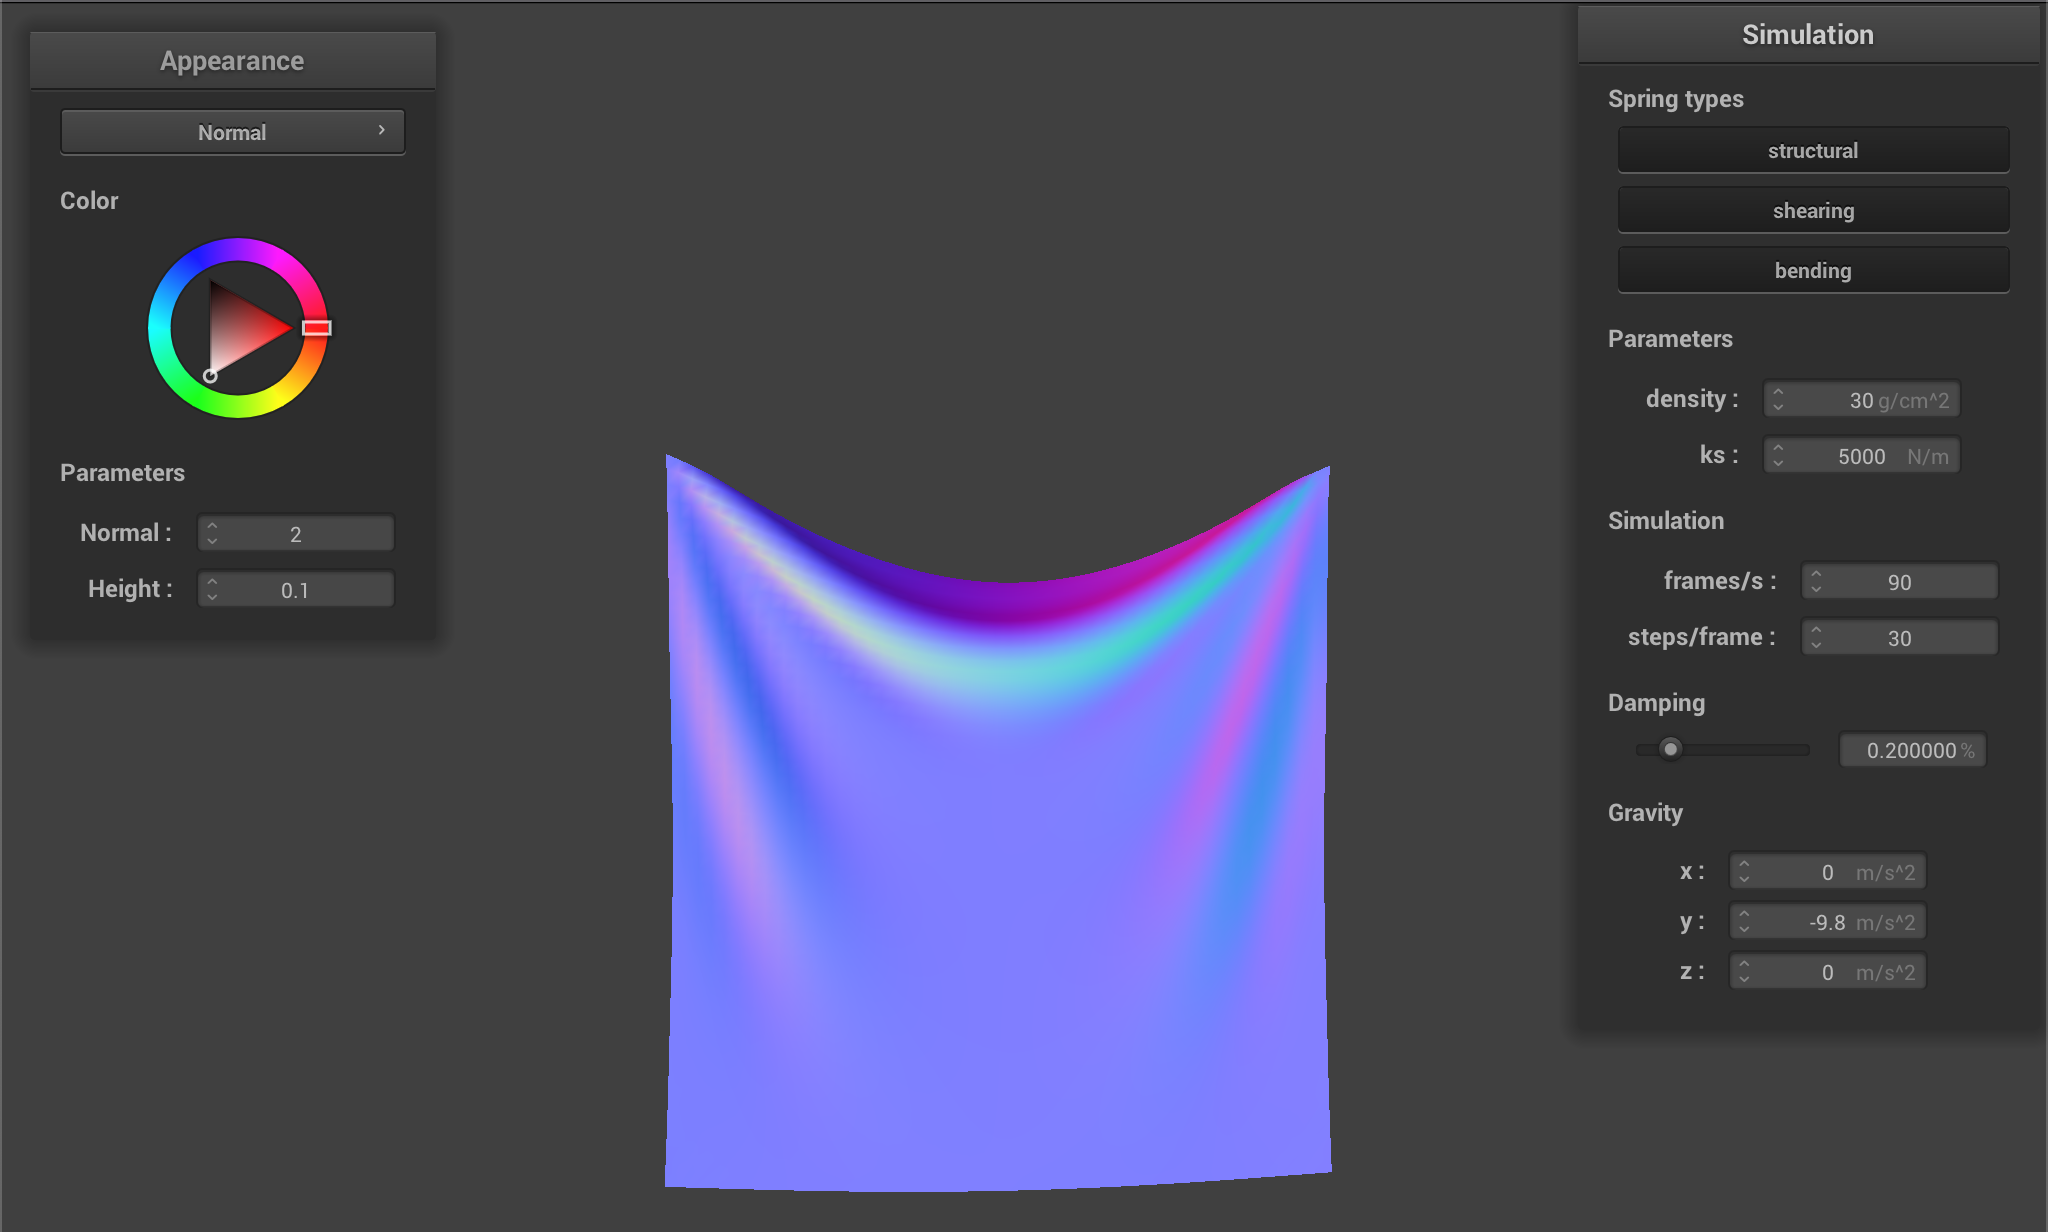 Appearance
Normal ›
Color
Parameters
Normal : 2
Height : 0.1
Simulation
Spring types
structural
shearing
bending
Parameters
density : 30 g/cm^2
ks : 5000 N/m
Simulation
frames/s : 90
steps/frame : 30
Damping
0.200000 %
Gravity
x : 0 m/s^2
y : -9.8 m/s^2
z : 0 m/s^2